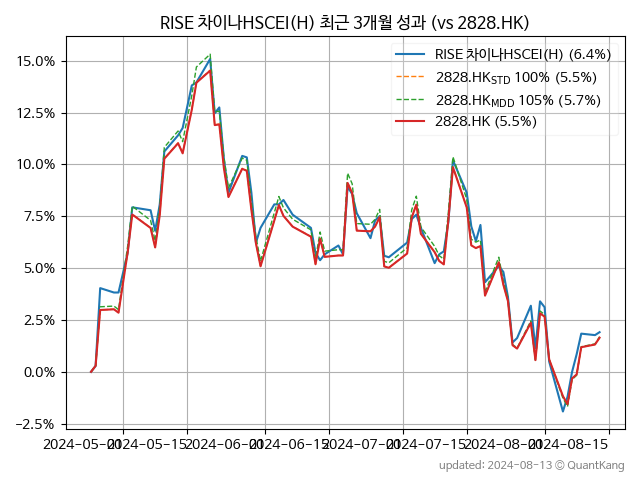 RISE 차이나HSCEI(H) 최근 3개월 성과 (vs 2828.HK)
RISE 차이나HSCEI(H) (6.4%)
2828.HK_STD 100% (5.5%)
2828.HK_MDD 105% (5.7%)
2828.HK (5.5%)
15.0%
12.5%
10.0%
7.5%
5.0%
2.5%
0.0%
−2.5%
2024-05-01 2024-05-15 2024-06-01 2024-06-15 2024-07-01 2024-07-15 2024-08-01 2024-08-15
updated: 2024-08-13 © QuantKang